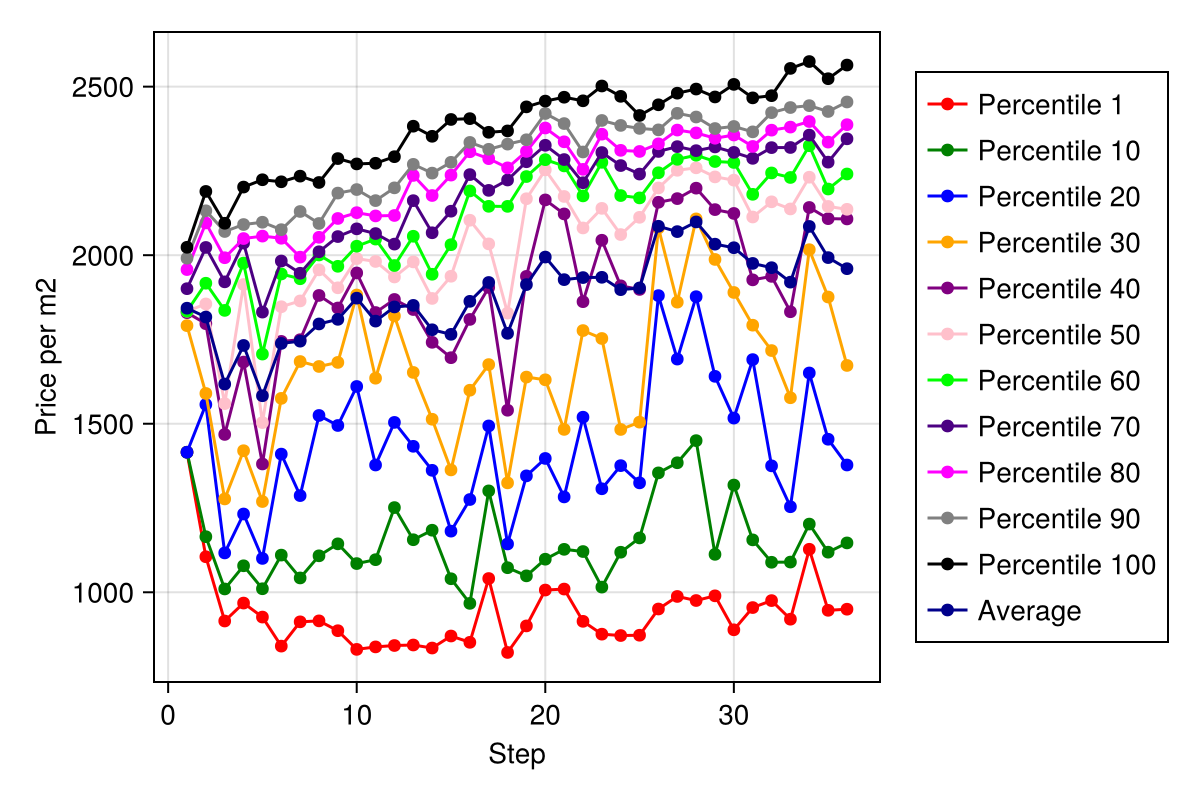 2500
2000
1500
1000
Price per m2
0 10 20 30
Step
Percentile 1
Percentile 10
Percentile 20
Percentile 30
Percentile 40
Percentile 50
Percentile 60
Percentile 70
Percentile 80
Percentile 90
Percentile 100
Average